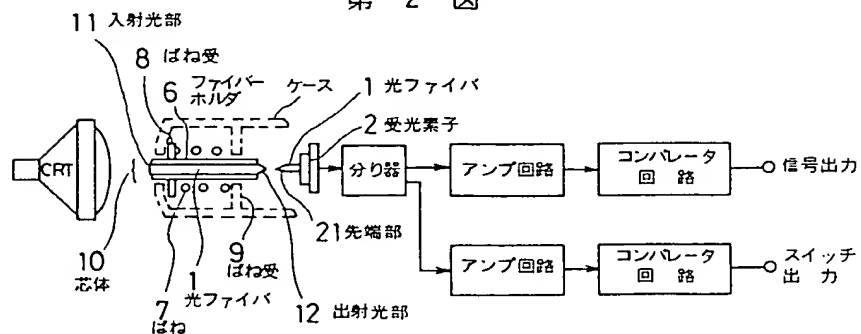 第 2 図
11 入射光部
8 ばね受
6 ファイバー
ホルダ
ケース
1 光ファイバ
2 受光素子
CRT
分り器
アンプ回路
コンパレータ
回 路
信号出力
21 先端部
9
ばね受
10
芯体
7
ばね
1
光ファイバ
12 出射光部
アンプ回路
コンパレータ
回 路
スイッチ
出 力